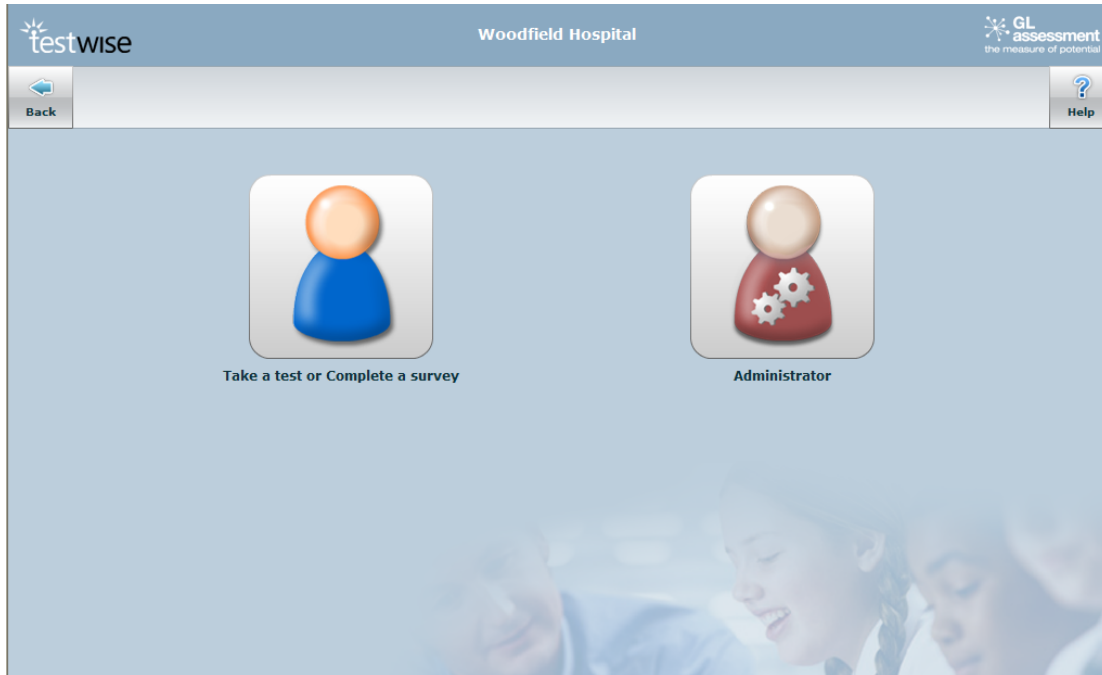 testwise
Woodfield Hospital
GL
assessment
the measure of potential
Back
?
Help
Take a test or Complete a survey
Administrator